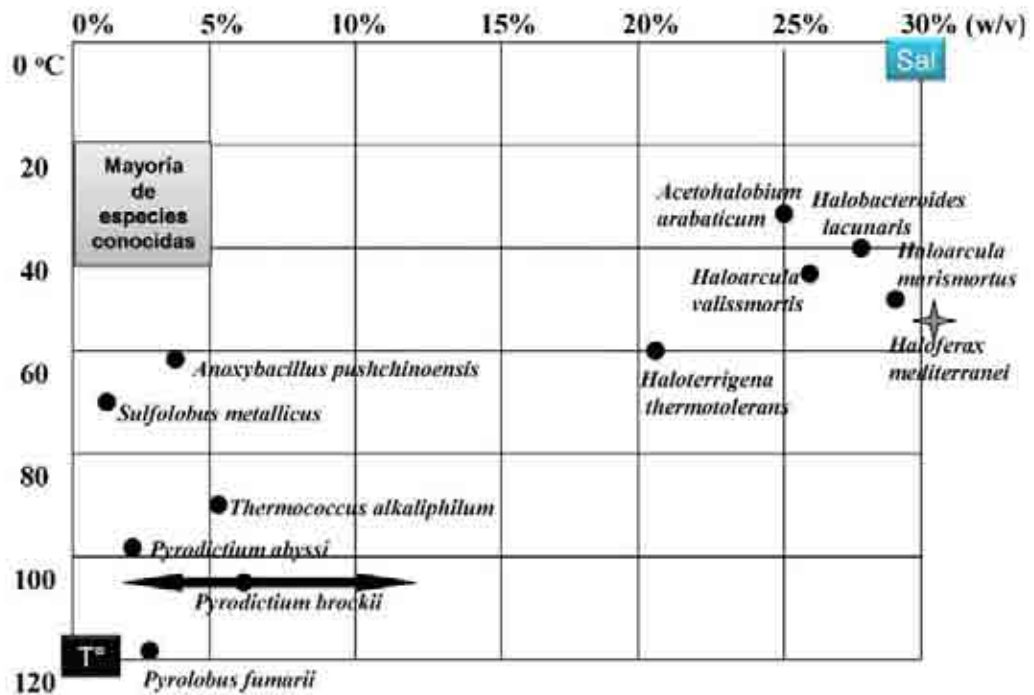 0% 5% 10% 15% 20% 25% 30% (w/v)
0 °C
Sal
20
Mayoría
de
especies
conocidas
Acetohalobium
arabaticum
Halobacteroides
lacunaris
40
Haloarcula
valissmortis
Haloarcula
marismortus
60
Anoxybacillus pushchinoensis
Haloferax
mediterranei
Haloterrigena
thermotolerans
Sulfolobus metallicus
80
Thermococcus alkaliphilum
Pyrodictium abyssi
100
Pyrodictium brockii
Tª
120
Pyrolobus fumarii